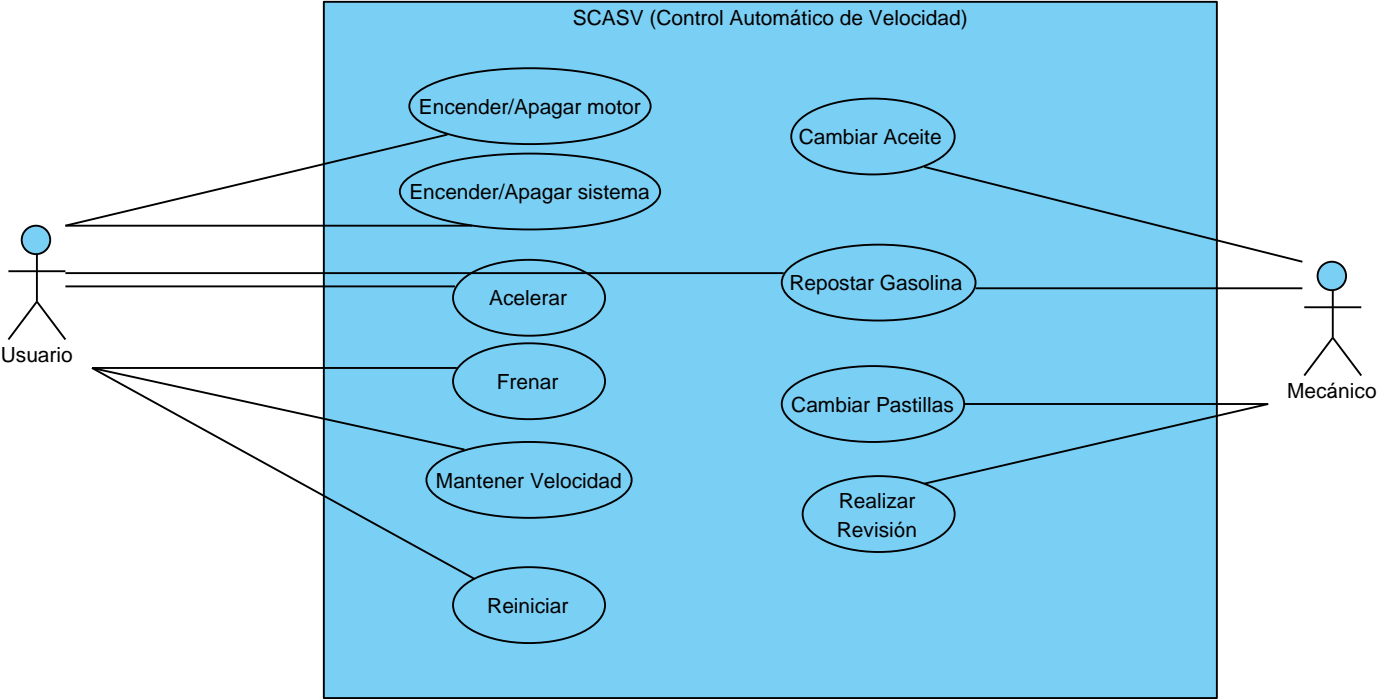 SCASV (Control Automático de Velocidad)
Encender/Apagar motor
Cambiar Aceite
Encender/Apagar sistema
Acelerar
Repostar Gasolina
Usuario
Frenar
Cambiar Pastillas
Mecánico
Mantener Velocidad
Realizar
Revisión
Reiniciar